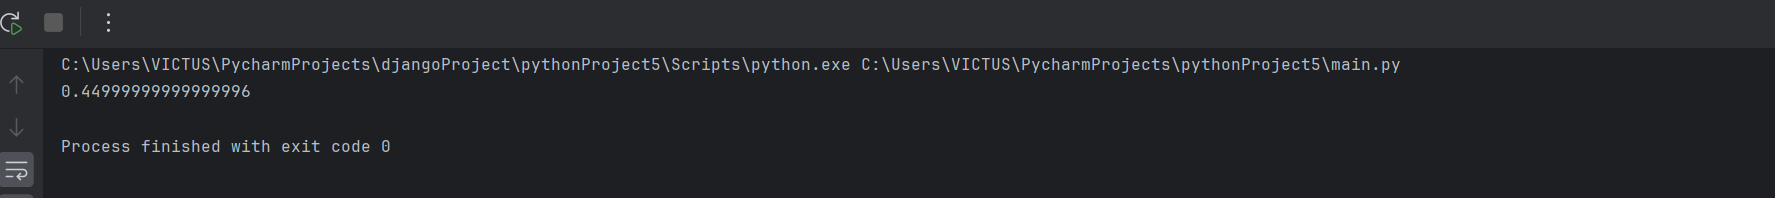 C:\Users\VICTUS\PycharmProjects\djangoProject\pythonProject5\Scripts\python.exe C:\Users\VICTUS\PycharmProjects\pythonProject5\main.py
0.44999999999999996
Process finished with exit code 0